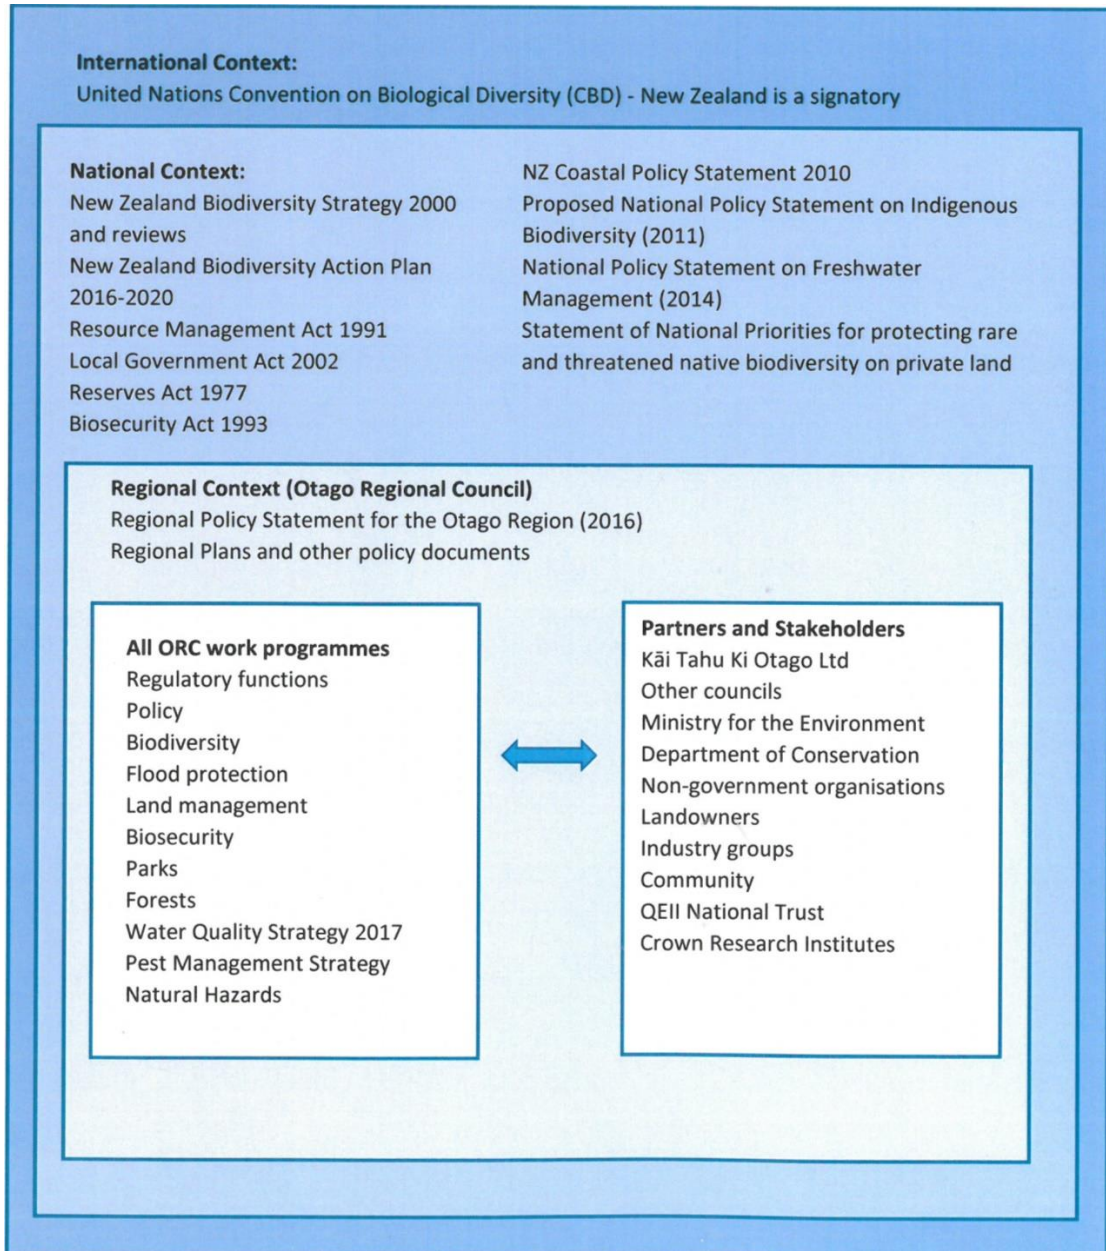 International Context:
United Nations Convention on Biological Diversity (CBD) - New Zealand is a signatory
National Context:
New Zealand Biodiversity Strategy 2000
and reviews
New Zealand Biodiversity Action Plan
2016-2020
Resource Management Act 1991
Local Government Act 2002
Reserves Act 1977
Biosecurity Act 1993
NZ Coastal Policy Statement 2010
Proposed National Policy Statement on Indigenous
Biodiversity (2011)
National Policy Statement on Freshwater
Management (2014)
Statement of National Priorities for protecting rare
and threatened native biodiversity on private land
Regional Context (Otago Regional Council)
Regional Policy Statement for the Otago Region (2016)
Regional Plans and other policy documents
All ORC work programmes
Regulatory functions
Policy
Biodiversity
Flood protection
Land management
Biosecurity
Parks
Forests
Water Quality Strategy 2017
Pest Management Strategy
Natural Hazards
Partners and Stakeholders
Kāi Tahu Ki Otago Ltd
Other councils
Ministry for the Environment
Department of Conservation
Non-government organisations
Landowners
Industry groups
Community
QEII National Trust
Crown Research Institutes